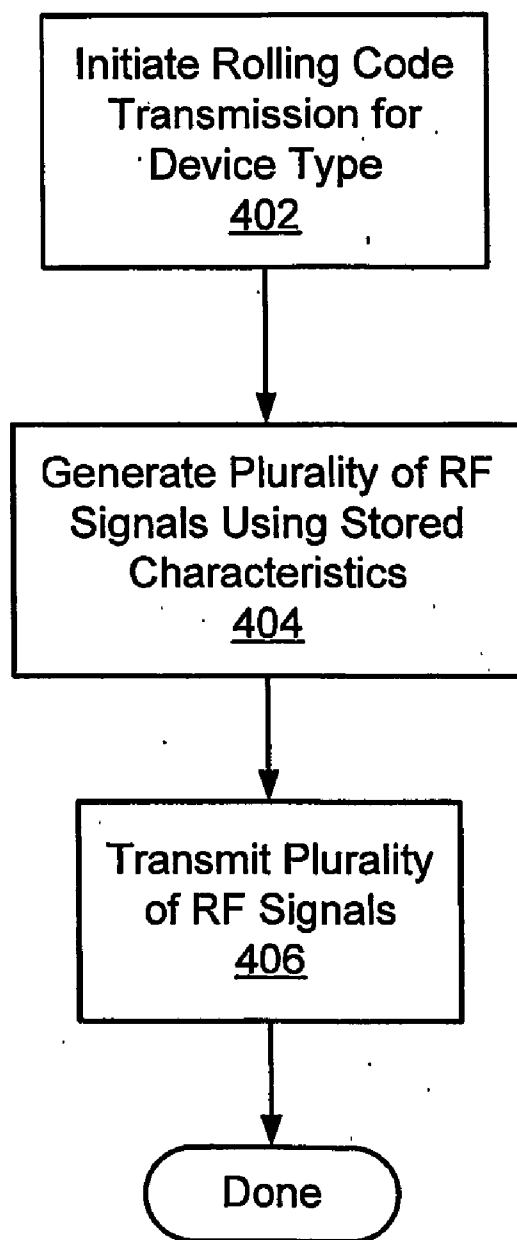 Initiate Rolling Code
Transmission for
Device Type
402
Generate Plurality of RF
Signals Using Stored
Characteristics
404
Transmit Plurality
of RF Signals
406
Done